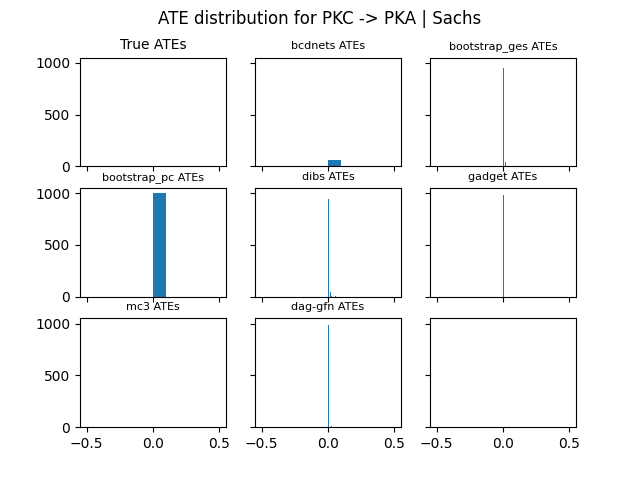 ATE distribution for PKC -> PKA | Sachs
True ATEs
bcdnets ATEs
bootstrap_ges ATEs
1000
500
0
bootstrap_pc ATEs
dibs ATEs
gadget ATEs
1000
500
0
mc3 ATEs
dag-gfn ATEs
1000
500
0
−0.5 0.0 0.5 −0.5 0.0 0.5 −0.5 0.0 0.5